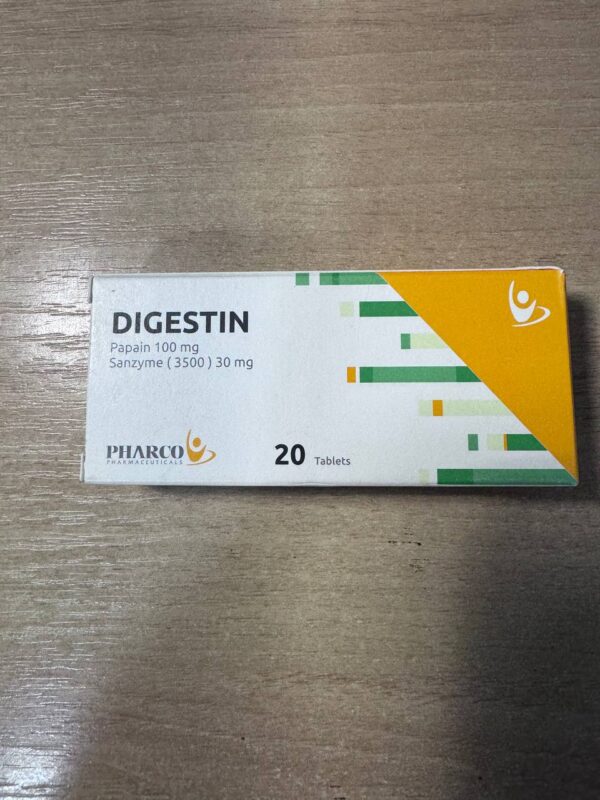 DIGESTIN
Papain 100 mg
Sanzyme ( 3500 ) 30 mg
PHARCO
PHARMACEUTICALS
20 Tablets